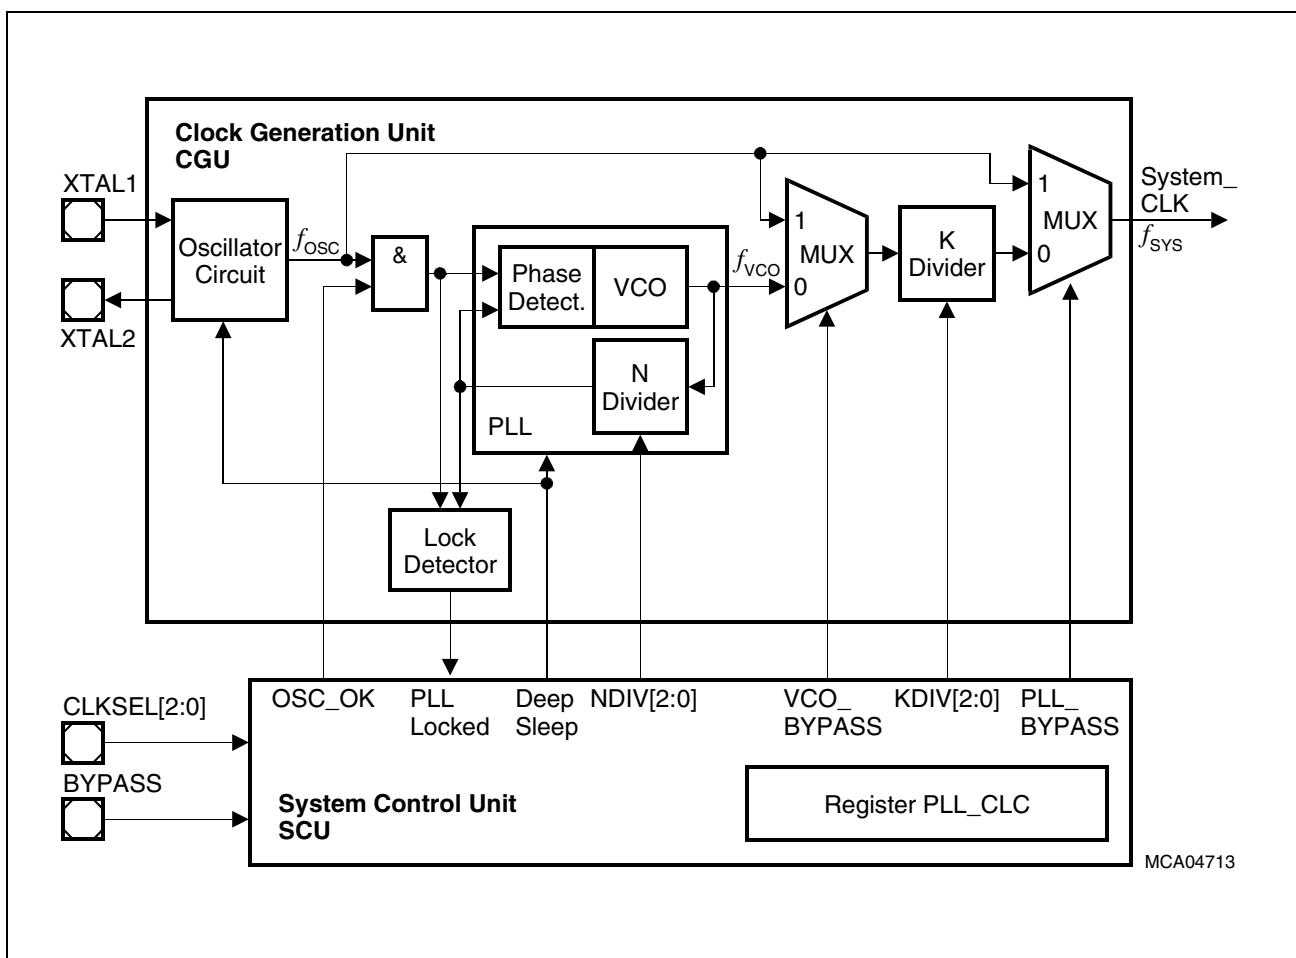 Clock Generation Unit
CGU
XTAL1
XTAL2
Oscillator
Circuit
fOSC
&
Phase
Detect.
VCO
N
Divider
PLL
fVCO
1
MUX
0
K
Divider
1
MUX
0
System_
CLK
fSYS
Lock
Detector
OSC_OK
PLL
Locked
Deep
Sleep
NDIV[2:0]
VCO_
BYPASS
KDIV[2:0]
PLL_
BYPASS
CLKSEL[2:0]
BYPASS
System Control Unit
SCU
Register PLL_CLC
MCA04713